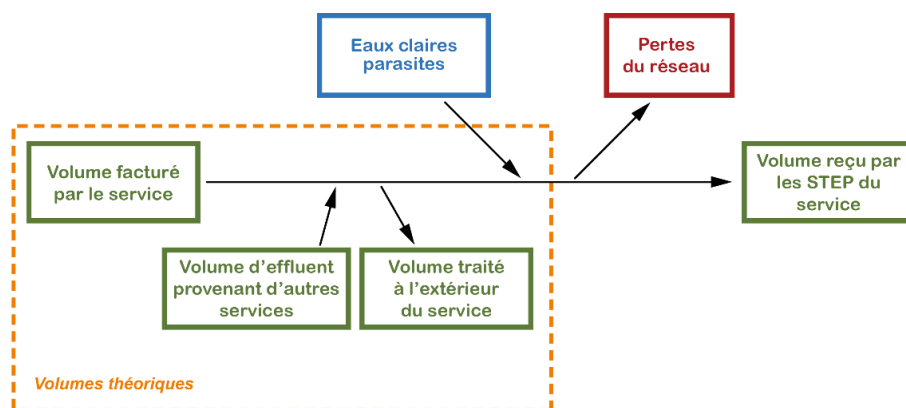 Eaux claires
parasites
Pertes
du réseau
Volume facturé
par le service
Volume reçu par
les STEP du
service
Volume d'effluent
provenant d'autres
services
Volume traité
à l'extérieur
du service
Volumes théoriques